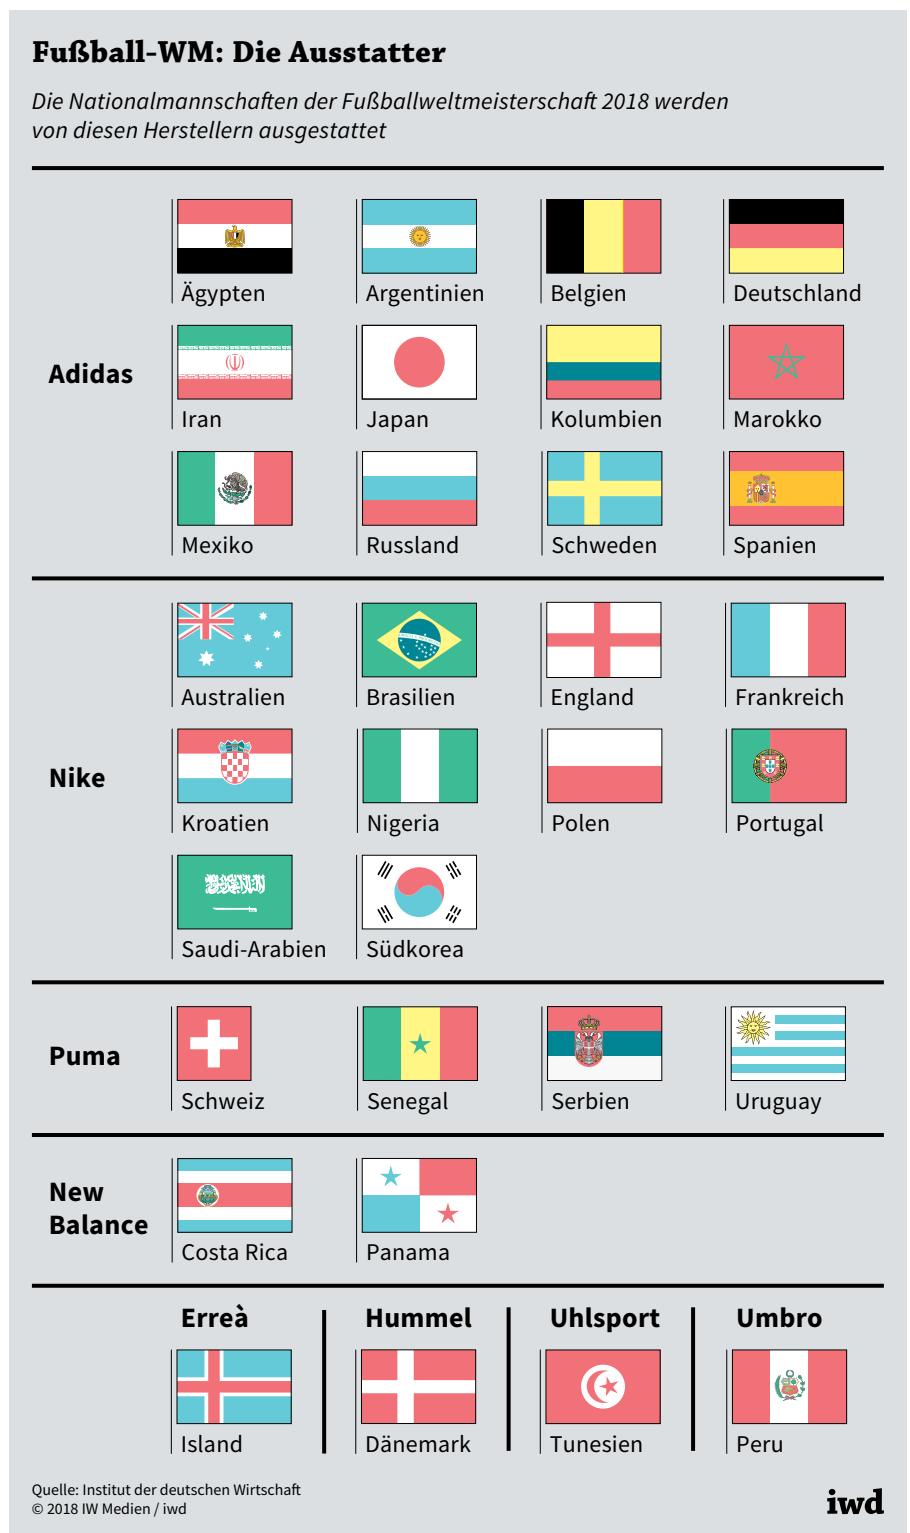 Fußball-WM: Die Ausstatter
Die Nationalmannschaften der Fußballweltmeisterschaft 2018 werden
von diesen Herstellern ausgestattet
Adidas
Ägypten
Argentinien
Belgien
Deutschland
Iran
Japan
Kolumbien
Marokko
Mexiko
Russland
Schweden
Spanien
Nike
Australien
Brasilien
England
Frankreich
Kroatien
Nigeria
Polen
Portugal
Saudi-Arabien
Südkorea
Puma
Schweiz
Senegal
Serbien
Uruguay
New
Balance
Costa Rica
Panama
Erreà
Hummel
Uhlsport
Umbro
Island
Dänemark
Tunesien
Peru
Quelle: Institut der deutschen Wirtschaft
© 2018 IW Medien / iwd
iwd